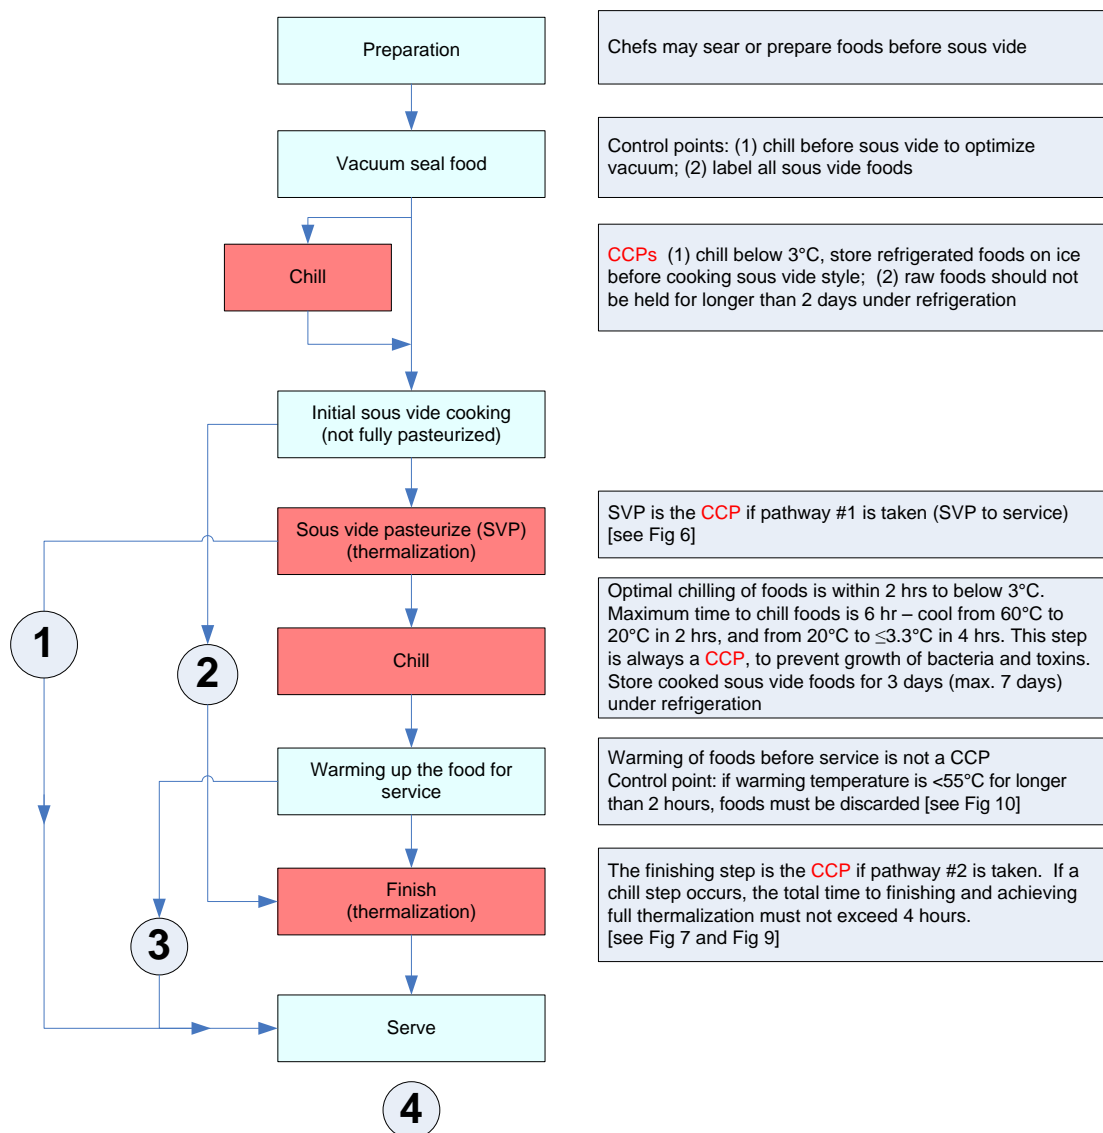 Preparation
Chefs may sear or prepare foods before sous vide
Vacuum seal food
Control points: (1) chill before sous vide to optimize
vacuum; (2) label all sous vide foods
Chill
CCPs (1) chill below 3°C, store refrigerated foods on ice
before cooking sous vide style; (2) raw foods should not
be held for longer than 2 days under refrigeration
Initial sous vide cooking
(not fully pasteurized)
Sous vide pasteurize (SVP)
(thermalization)
SVP is the CCP if pathway #1 is taken (SVP to service)
[see Fig 6]
1
2
Chill
Optimal chilling of foods is within 2 hrs to below 3°C.
Maximum time to chill foods is 6 hr – cool from 60°C to
20°C in 2 hrs, and from 20°C to ≤3.3°C in 4 hrs. This step
is always a CCP, to prevent growth of bacteria and toxins.
Store cooked sous vide foods for 3 days (max. 7 days)
under refrigeration
Warming up the food for
service
Warming of foods before service is not a CCP
Control point: if warming temperature is <55°C for longer
than 2 hours, foods must be discarded [see Fig 10]
3
Finish
(thermalization)
The finishing step is the CCP if pathway #2 is taken. If a
chill step occurs, the total time to finishing and achieving
full thermalization must not exceed 4 hours.
[see Fig 7 and Fig 9]
Serve
4